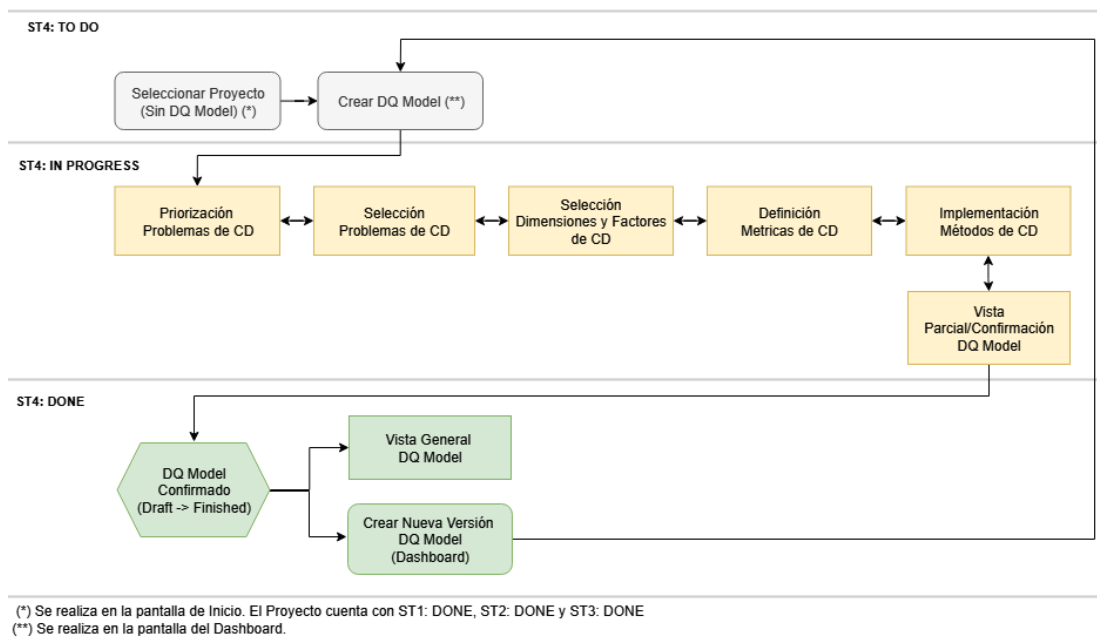 ST4: TO DO
Seleccionar Proyecto
(Sin DQ Model) (*)
Crear DQ Model (**)
ST4: IN PROGRESS
Priorización
Problemas de CD
Selección
Problemas de CD
Selección
Dimensiones y Factores
de CD
Definición
Metricas de CD
Implementación
Métodos de CD
Vista
Parcial/Confirmación
DQ Model
ST4: DONE
DQ Model
Confirmado
(Draft -> Finished)
Vista General
DQ Model
Crear Nueva Versión
DQ Model
(Dashboard)
(*) Se realiza en la pantalla de Inicio. El Proyecto cuenta con ST1: DONE, ST2: DONE y ST3: DONE
(**) Se realiza en la pantalla del Dashboard.